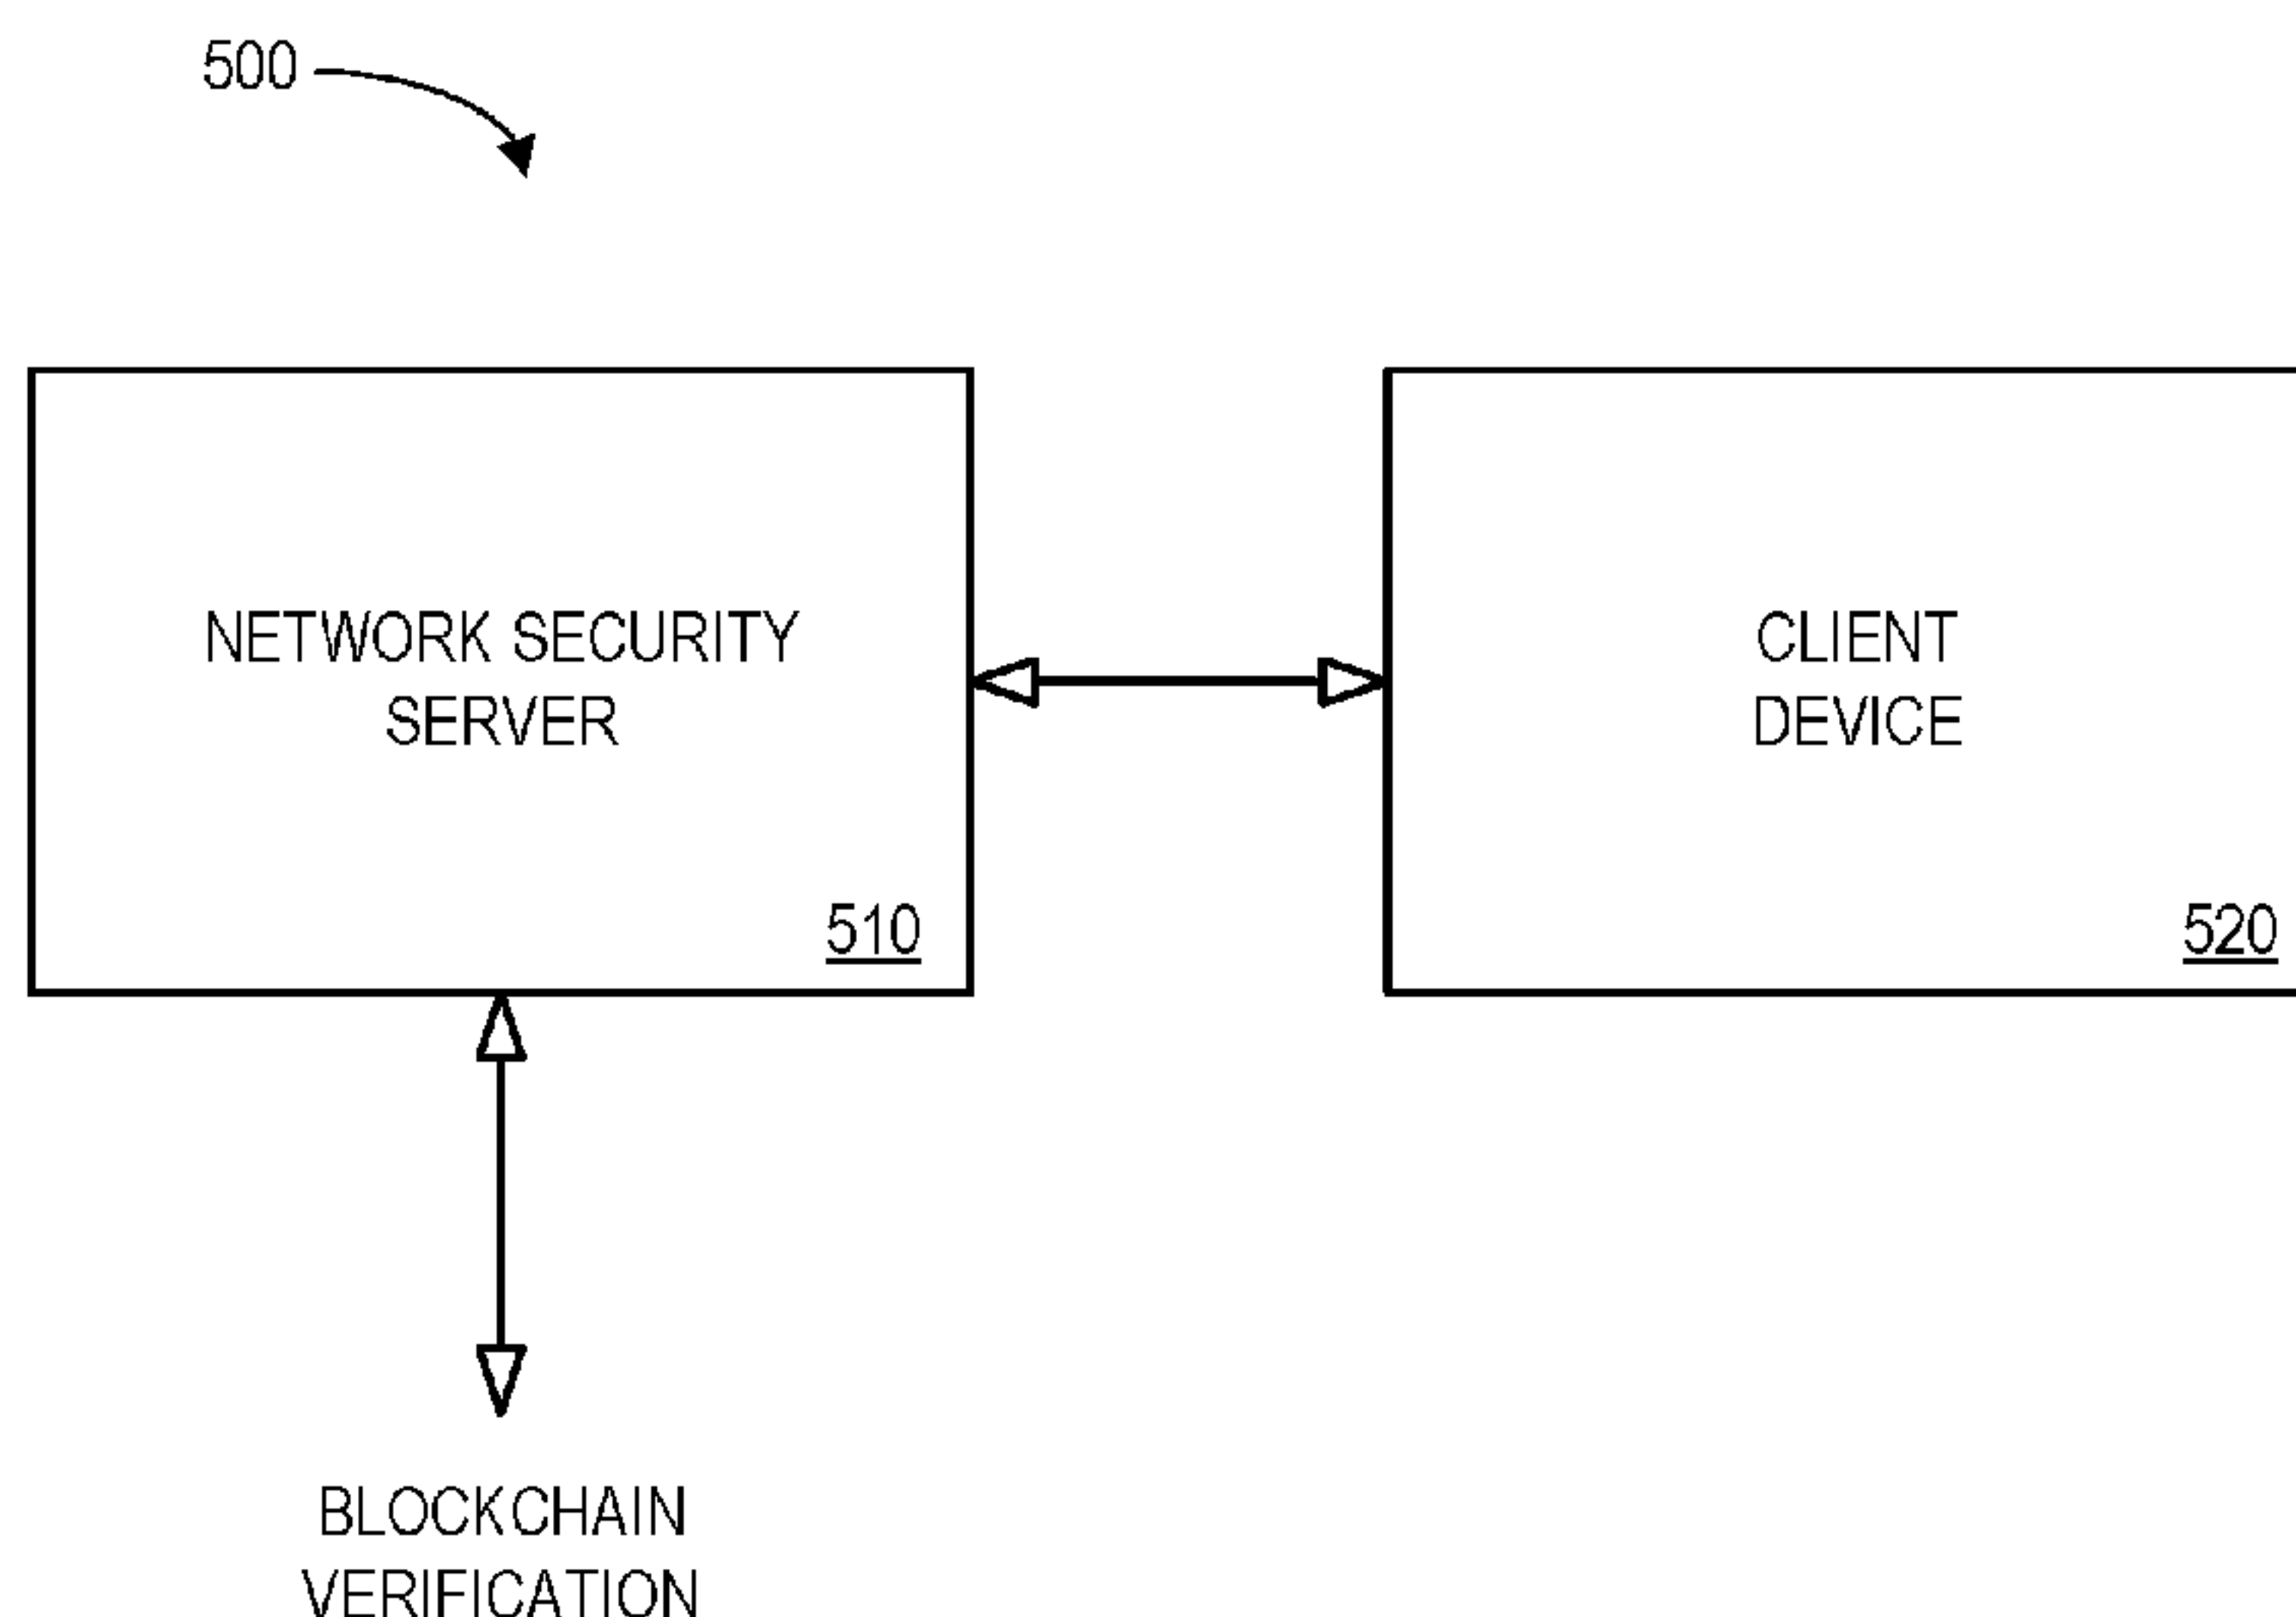 500
NETWORK SECURITY
SERVER
510
CLIENT
DEVICE
520
BLOCKCHAIN
VERIFICATION